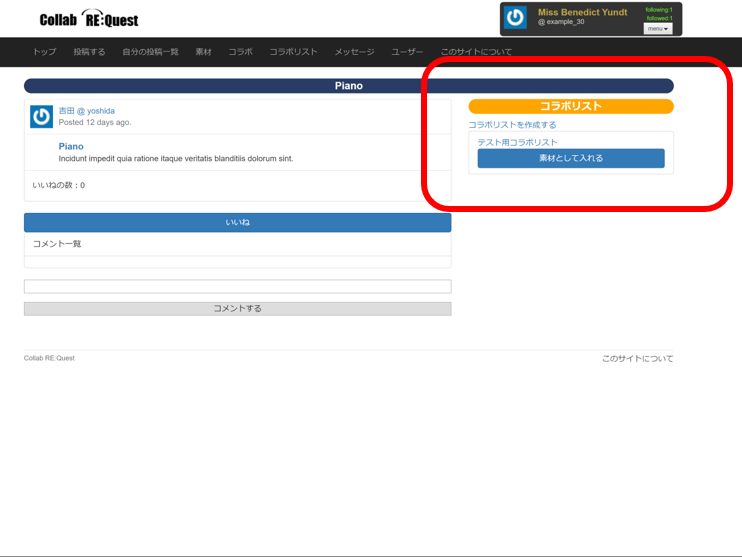 Collab RE:Quest
Miss Benedict Yundt
@ example_30
following:1
followed:1
menu
トップ 投稿する 自分の投稿一覧 素材 コラボ コラボリスト メッセージ ユーザー このサイトについて
Piano
吉田 @ yoshida
Posted 12 days ago.
Piano
Incidunt impedit quia ratione itaque veritatis blanditiis dolorum sint.
いいねの数：0
いいね
コメント一覧
コメントする
コラボリスト
コラボリストを作成する
テスト用コラボリスト
素材として入れる
Collab RE:Quest
このサイトについて